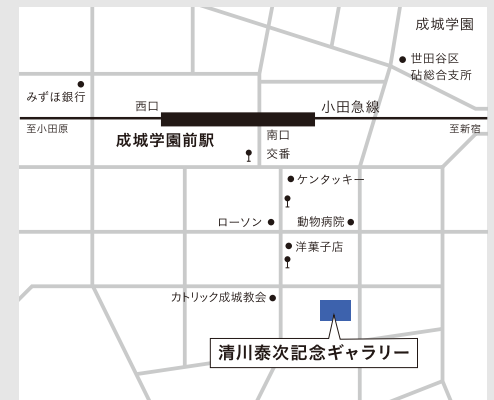 成城学園
世田谷区
砧総合支所
みずほ銀行
西口
小田急線
至小田原
成城学園前駅
南口
至新宿
交番
ケンタッキー
ローソン
動物病院
洋菓子店
カトリック成城教会
清川泰次記念ギャラリー